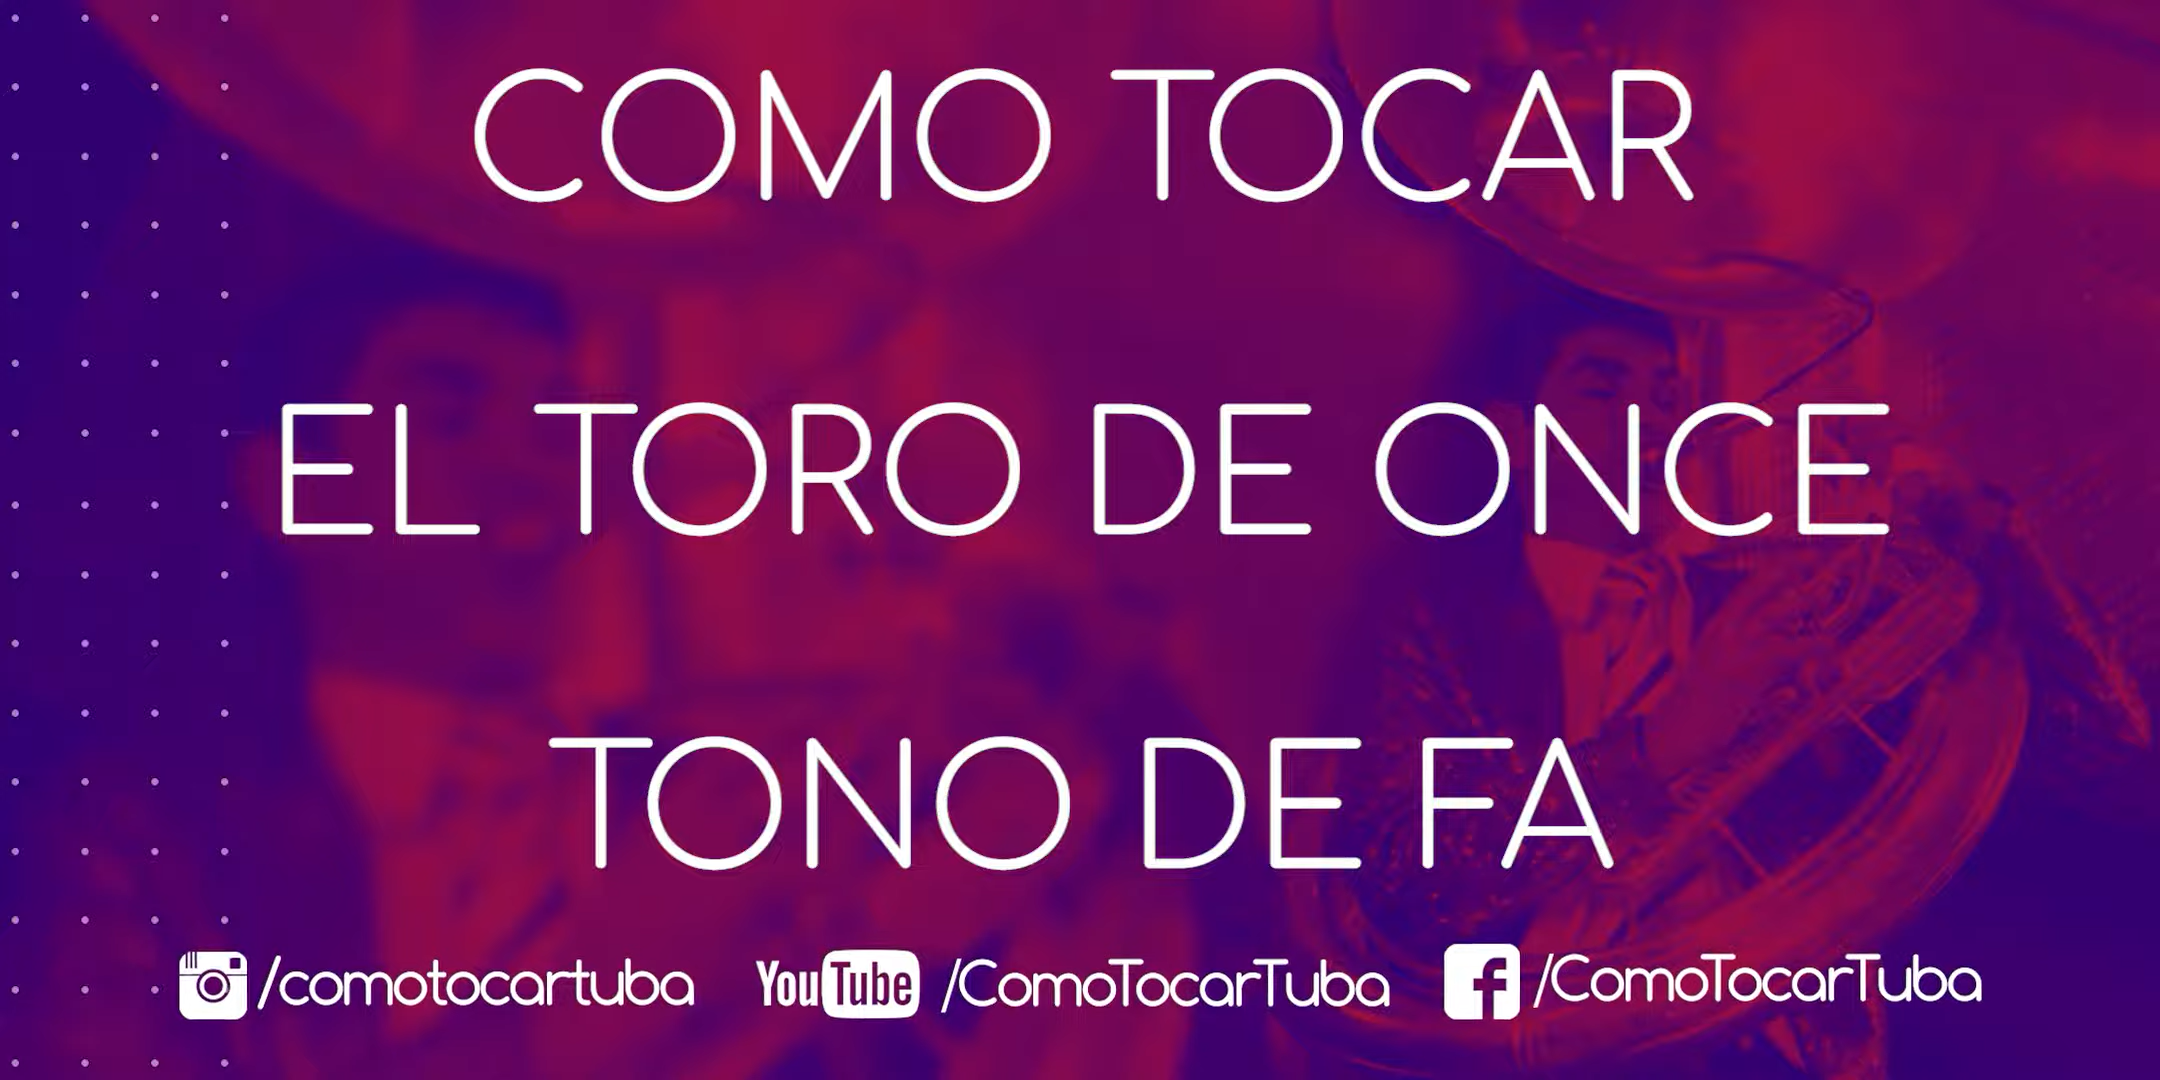 COMO TOCAR
EL TORO DE ONCE
TONO DE FA
/comotocartuba YouTube /ComoTocarTuba f /ComoTocarTuba